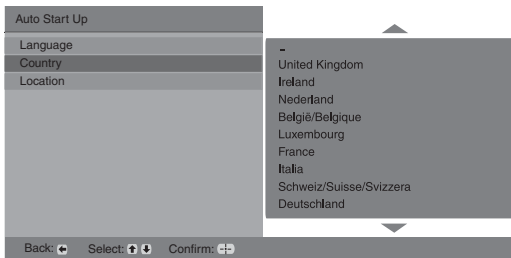 Auto Start Up
Language
Country
Location
-
United Kingdom
Ireland
Nederland
België/Belgique
Luxembourg
France
Italia
Schweiz/Suisse/Svizzera
Deutschland
Back: Select: Confirm: